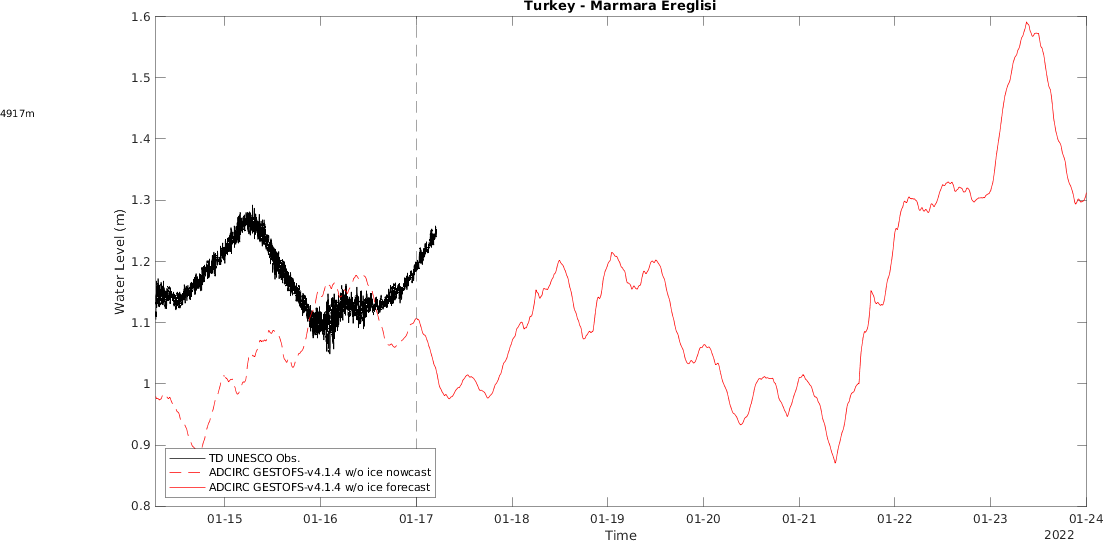 Turkey - Marmara Ereglisi
4917m
Water Level (m)
1.6
1.5
1.4
1.3
1.2
1.1
1
0.9
0.8
TD UNESCO Obs.
ADCIRC GESTOFS-v4.1.4 w/o ice nowcast
ADCIRC GESTOFS-v4.1.4 w/o ice forecast
01-15 01-16 01-17 01-18 01-19 01-20 01-21 01-22 01-23 01-24
Time
2022